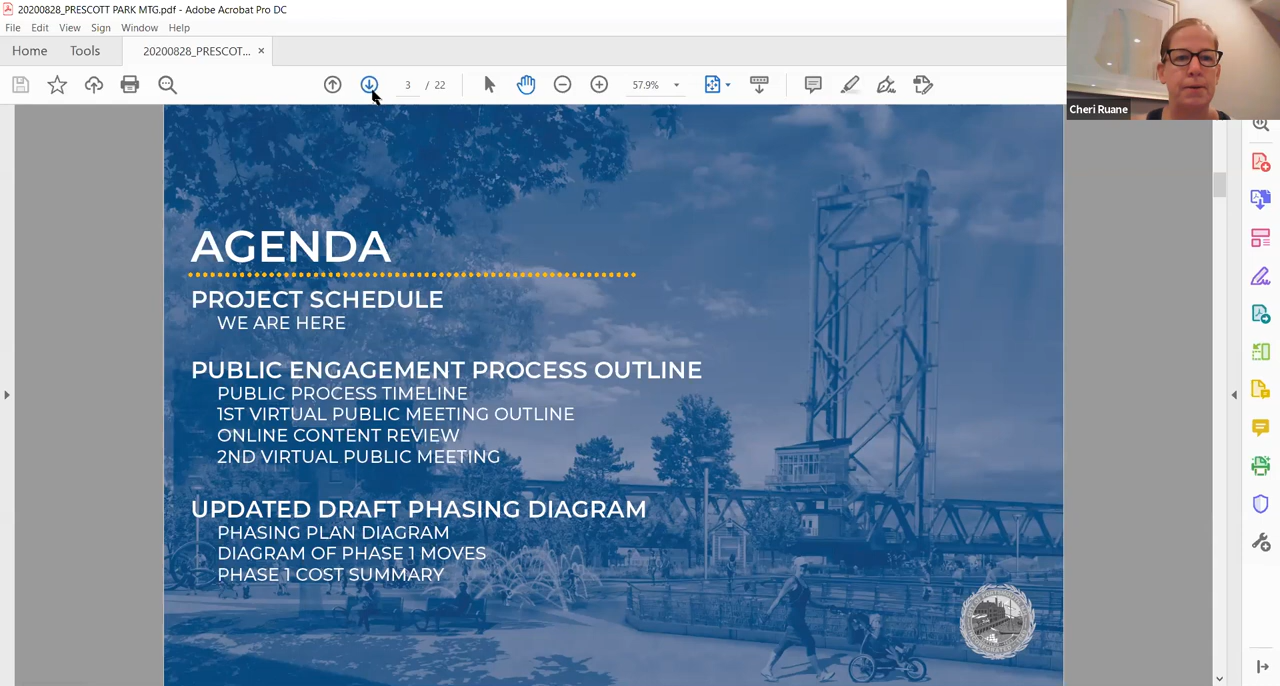 20200828_PRESCOTT PARK MTG.pdf - Adobe Acrobat Pro DC
File Edit View Sign Window Help
Home Tools 20200828_PRESCOT... ×
3 / 22 57.9%
Cheri Ruane
AGENDA
PROJECT SCHEDULE
WE ARE HERE
PUBLIC ENGAGEMENT PROCESS OUTLINE
PUBLIC PROCESS TIMELINE
1ST VIRTUAL PUBLIC MEETING OUTLINE
ONLINE CONTENT REVIEW
2ND VIRTUAL PUBLIC MEETING
UPDATED DRAFT PHASING DIAGRAM
PHASING PLAN DIAGRAM
DIAGRAM OF PHASE 1 MOVES
PHASE 1 COST SUMMARY